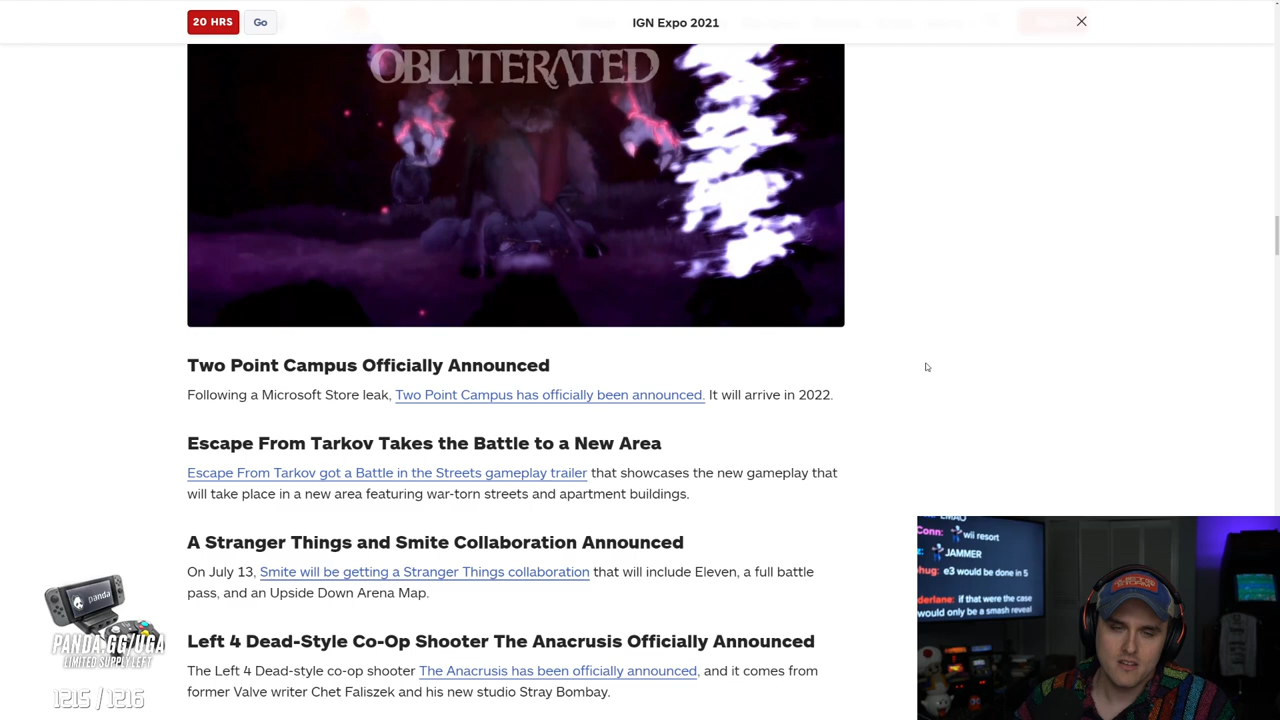 20 HRS
Go
IGN Expo 2021
OBLITERATED
Two Point Campus Officially Announced
Following a Microsoft Store leak, Two Point Campus has officially been announced. It will arrive in 2022.
Escape From Tarkov Takes the Battle to a New Area
Escape From Tarkov got a Battle in the Streets gameplay trailer that showcases the new gameplay that
will take place in a new area featuring war-torn streets and apartment buildings.
A Stranger Things and Smite Collaboration Announced
On July 13, Smite will be getting a Stranger Things collaboration that will include Eleven, a full battle
pass, and an Upside Down Arena Map.
Left 4 Dead-Style Co-Op Shooter The Anacrusis Officially Announced
The Left 4 Dead-style co-op shooter The Anacrusis has been officially announced, and it comes from
former Valve writer Chet Faliszek and his new studio Stray Bombay.
panda
PANDA.GG/UGA
LIMITED SUPPLY LEFT
1215 / 1216
Conn: wii resort
JAMMER
hug: e3 would be done in 5
derlane: if that were the case
would only be a smash reveal